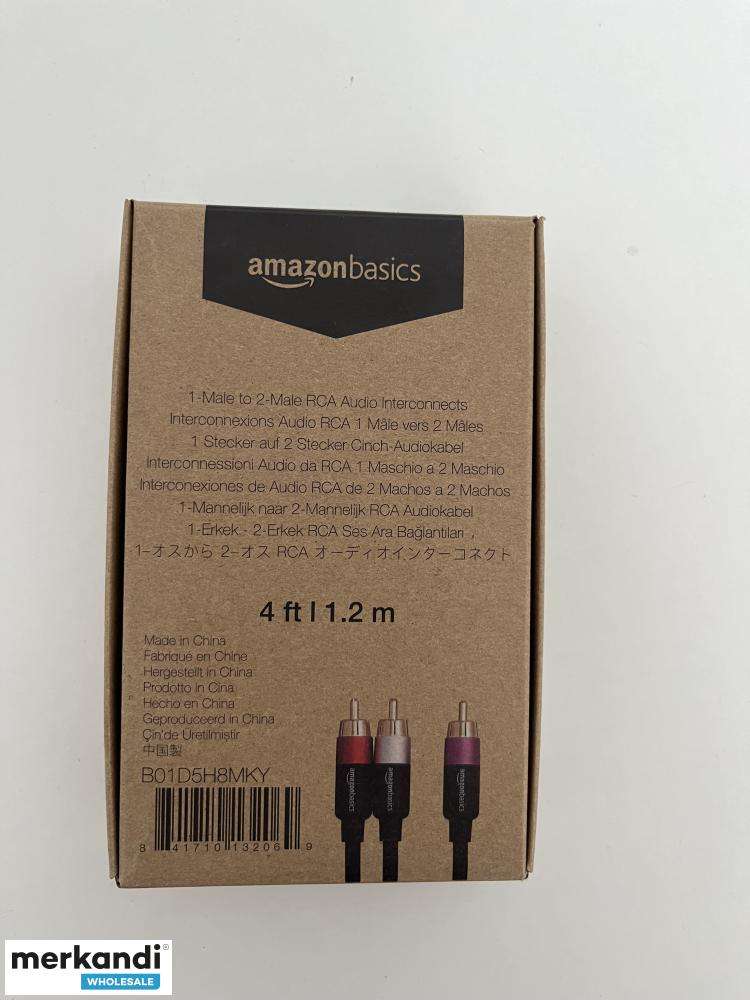 amazonbasics
1-Male to 2-Male RCA Audio Interconnects
Interconnexions Audio RCA 1 Mâle vers 2 Mâles
1 Stecker auf 2 Stecker Cinch-Audiokabel
Interconnessioni Audio da RCA 1 Maschio a 2 Maschio
Interconexiones de Audio RCA de 2 Machos a 2 Machos
1-Mannelijk naar 2-Mannelijk RCA Audiokabel
1-Erkek - 2-Erkek RCA Ses Ara Bağlantıları ,
1-オスから 2-オス RCA オーディオインターコネクト
4 ft | 1.2 m
Made in China
Fabriqué en Chine
Hergestellt in China
Prodotto in Cina
Hecho en China
Geproduceerd in China
Çin'de Üretilmiştir
中国製
B01D5H8MKY
8 41710 13206 9
amazonbasics
amazonbasics
amazonbasics
merkandi®
WHOLESALE